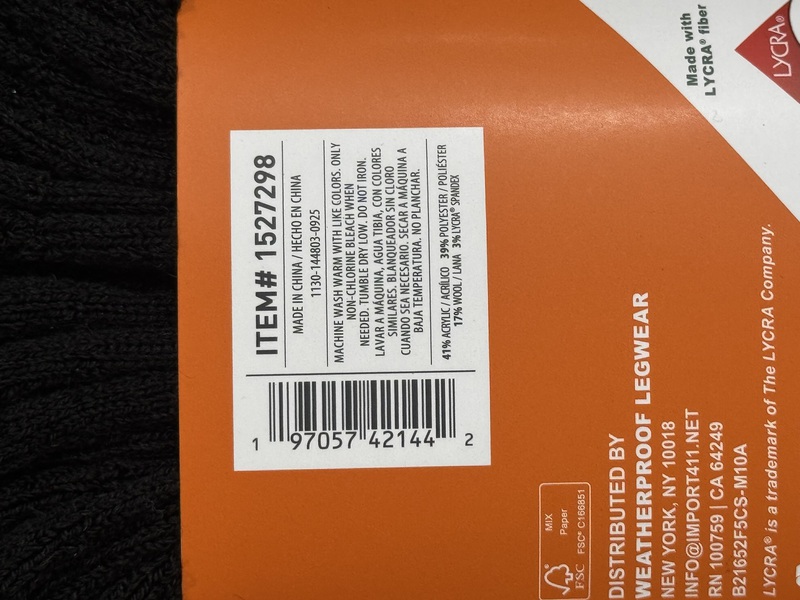 Made with
LYCRA® fiber
LYCRA®
ITEM# 1527298
MADE IN CHINA / HECHO EN CHINA
1130-144803-0925
MACHINE WASH WARM WITH LIKE COLORS. ONLY
NON-CHLORINE BLEACH WHEN
NEEDED. TUMBLE DRY LOW. DO NOT IRON.
LAVAR A MÁQUINA, AGUA TIBIA, CON COLORES
SIMILARES. BLANQUEADOR SIN CLORO
CUANDO SEA NECESARIO. SECAR A MÁQUINA A
BAJA TEMPERATURA. NO PLANCHAR.
41% ACRYLIC / ACRÍLICO 39% POLYESTER / POLIÉSTER
17% WOOL / LANA 3% LYCRA® SPANDEX
1 97057 42144 2
MIX
Paper
FSC® C166851
FSC
DISTRIBUTED BY
WEATHERPROOF LEGWEAR
NEW YORK, NY 10018
INFO@IMPORT411.NET
RN 100759 | CA 64249
B21652F5CS-M10A
LYCRA® is a trademark of The LYCRA Company.